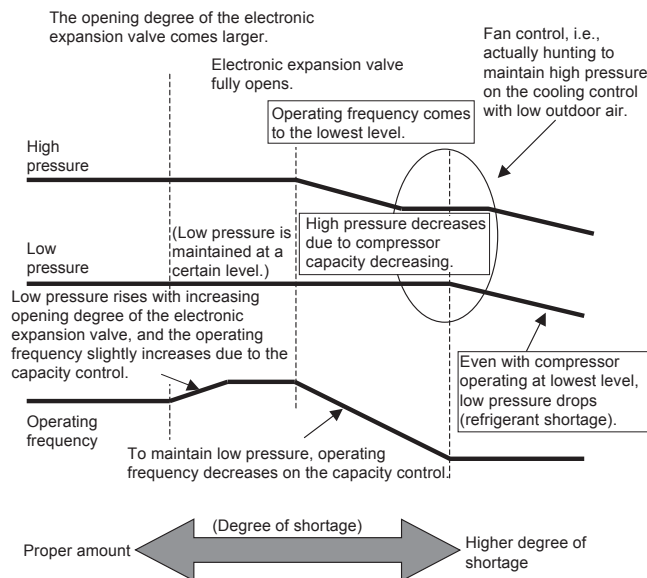 The opening degree of the electronic
expansion valve comes larger.
Electronic expansion valve
fully opens.
Fan control, i.e.,
actually hunting to
maintain high pressure
on the cooling control
with low outdoor air.
Operating frequency comes
to the lowest level.
High
pressure
(Low pressure is
maintained at a
certain level.)
High pressure decreases
due to compressor
capacity decreasing.
Low
pressure
Low pressure rises with increasing
opening degree of the electronic
expansion valve, and the operating
frequency slightly increases due to the
capacity control.
Even with compressor
operating at lowest level,
low pressure drops
(refrigerant shortage).
Operating
frequency
To maintain low pressure, operating
frequency decreases on the capacity control.
(Degree of shortage)
Proper amount
Higher degree of
shortage